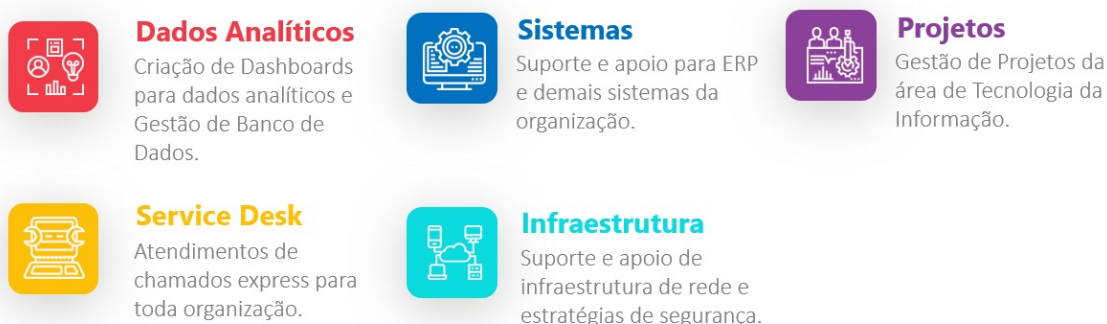 Dados Analíticos
Criação de Dashboards
para dados analíticos e
Gestão de Banco de
Dados.
Sistemas
Suporte e apoio para ERP
e demais sistemas da
organização.
Projetos
Gestão de Projetos da
área de Tecnologia da
Informação.
Service Desk
Atendimentos de
chamados express para
toda organização.
Infraestrutura
Suporte e apoio de
infraestrutura de rede e
estratégias de segurança.